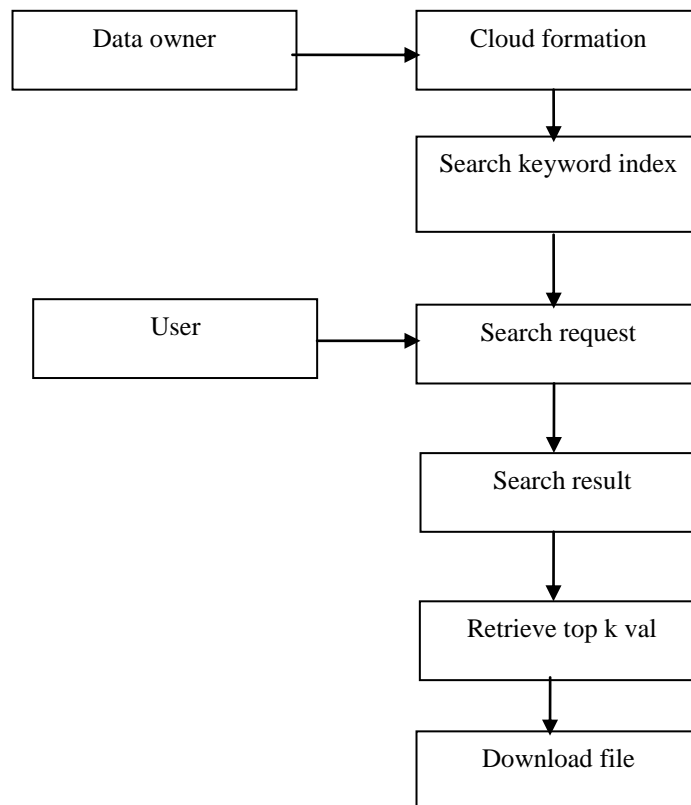 Data owner
Cloud formation
Search keyword index
User
Search request
Search result
Retrieve top k val
Download file